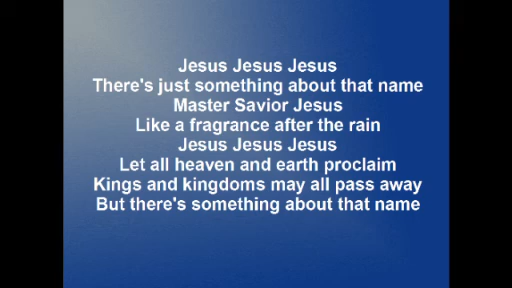 Jesus Jesus Jesus
There's just something about that name
Master Savior Jesus
Like a fragrance after the rain
Jesus Jesus Jesus
Let all heaven and earth proclaim
Kings and kingdoms may all pass away
But there's something about that name